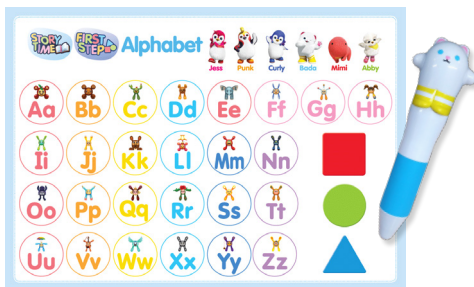 STORY TIME FIRST STEP Alphabet
Jess Punk Curly Boda Mimi Abby
Aa Bb Cc Dd Ee Ff Gg Hh
Ii Jj Kk Ll Mm Nn
Oo Pp Qq Rr Ss Tt
Uu Vv Ww Xx Yy Zz